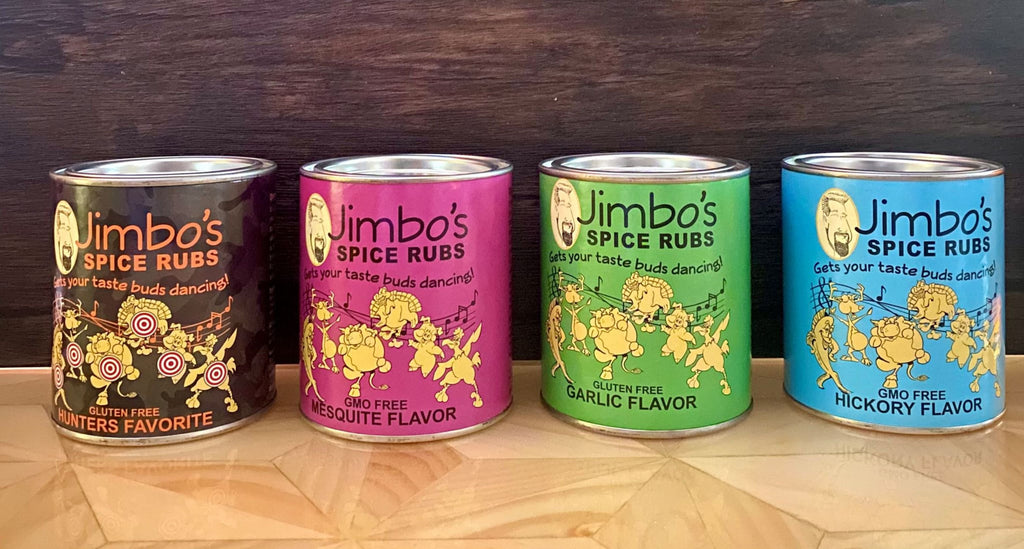 Jimbo's
SPICE RUBS
Gets your taste buds dancing!
GLUTEN FREE
HUNTERS FAVORITE
Jimbo's
SPICE RUBS
Gets your taste buds dancing!
GMO FREE
MESQUITE FLAVOR
Jimbo's
SPICE RUBS
Gets your taste buds dancing!
GLUTEN FREE
GARLIC FLAVOR
Jimbo's
SPICE RUBS
Gets your taste buds dancing!
GMO FREE
HICKORY FLAVOR